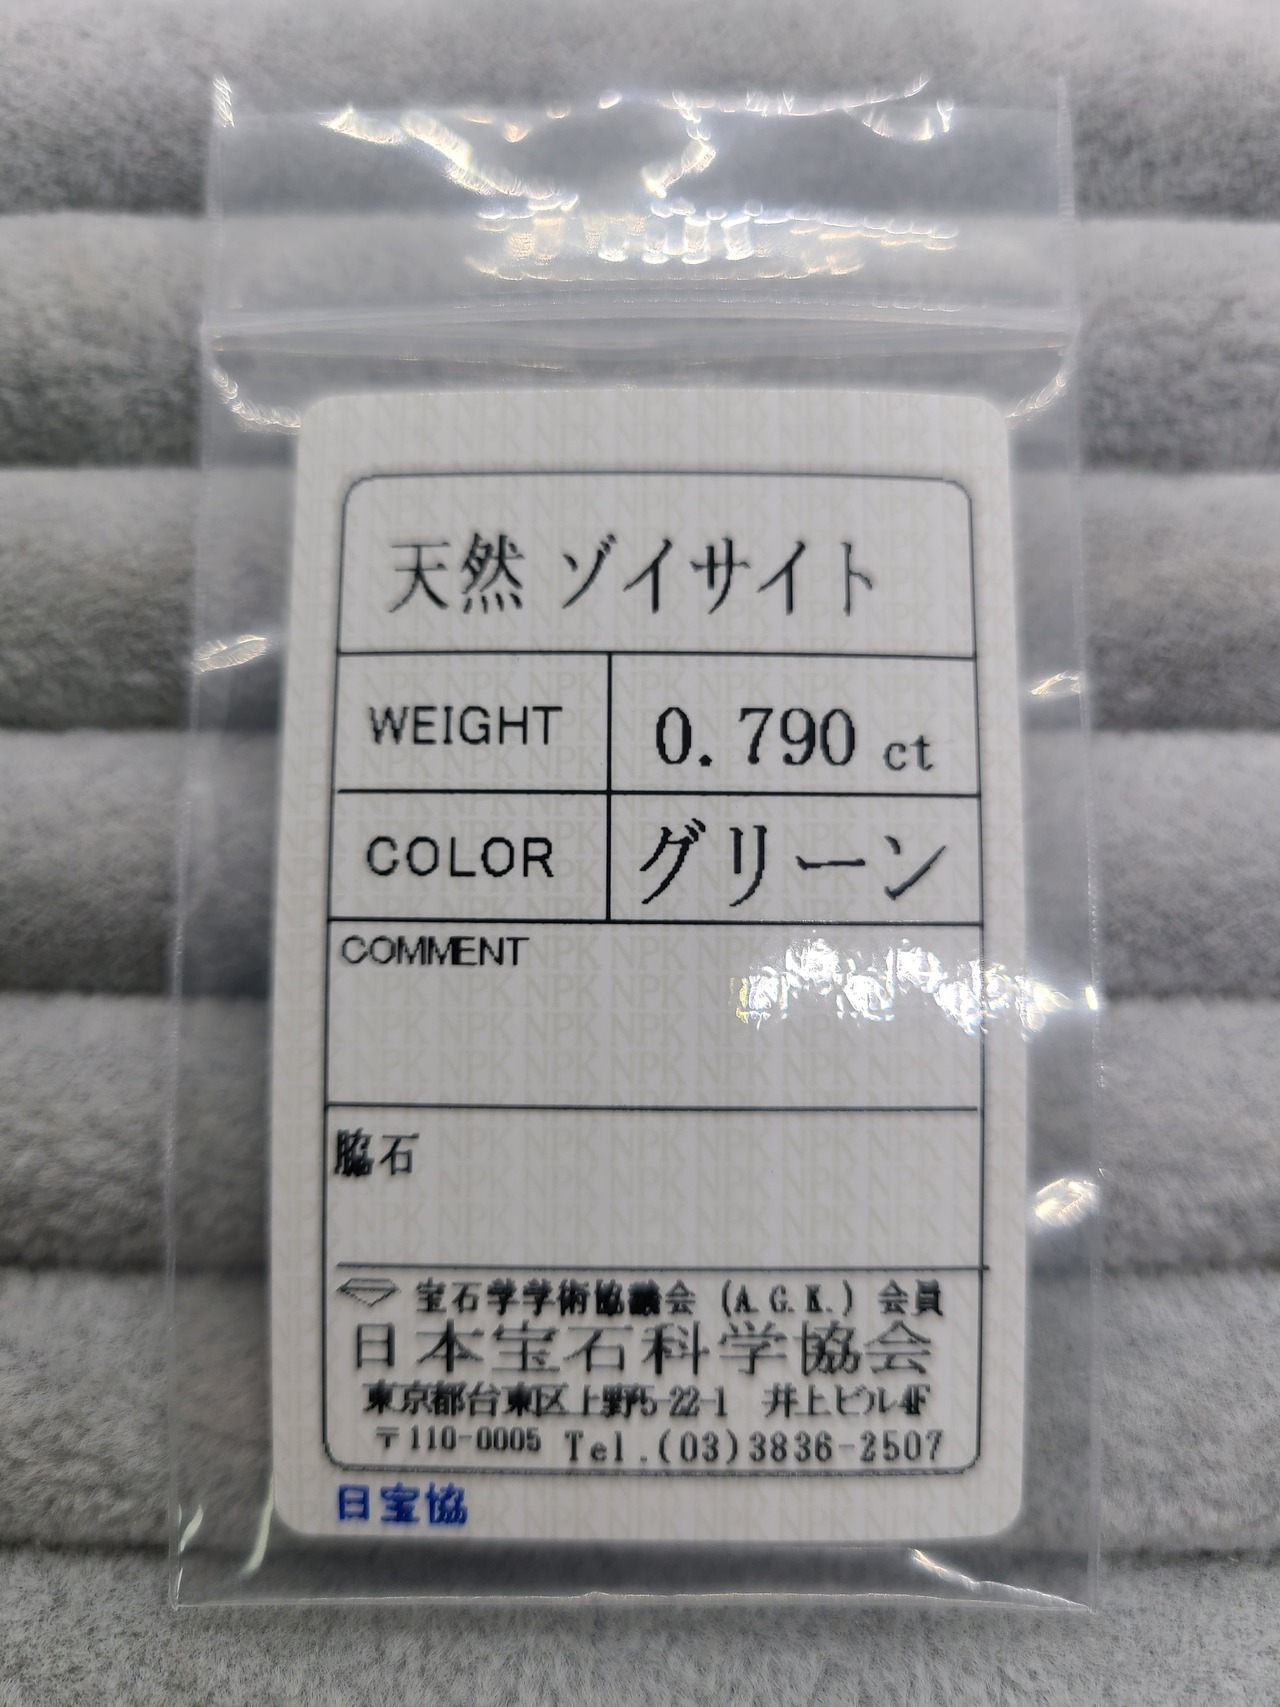 天然 ゾイサイト
WEIGHT 0.790 ct
COLOR グリーン
COMMENT
脇石
宝石学学術協議会 (A.G.K.) 会員
日本宝石科学協会
東京都台東区上野5-22-1 井上ビル4F
〒110-0005 Tel.(03)3836-2507
日宝協